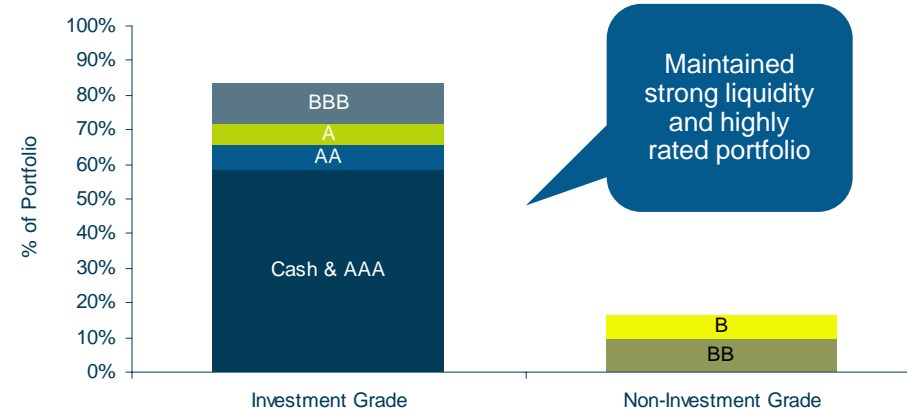 100%
90%
80%
70%
60%
50%
40%
30%
20%
10%
0%
% of Portfolio
BBB
A
AA
Cash & AAA
Maintained
strong liquidity
and highly
rated portfolio
B
BB
Investment Grade
Non-Investment Grade